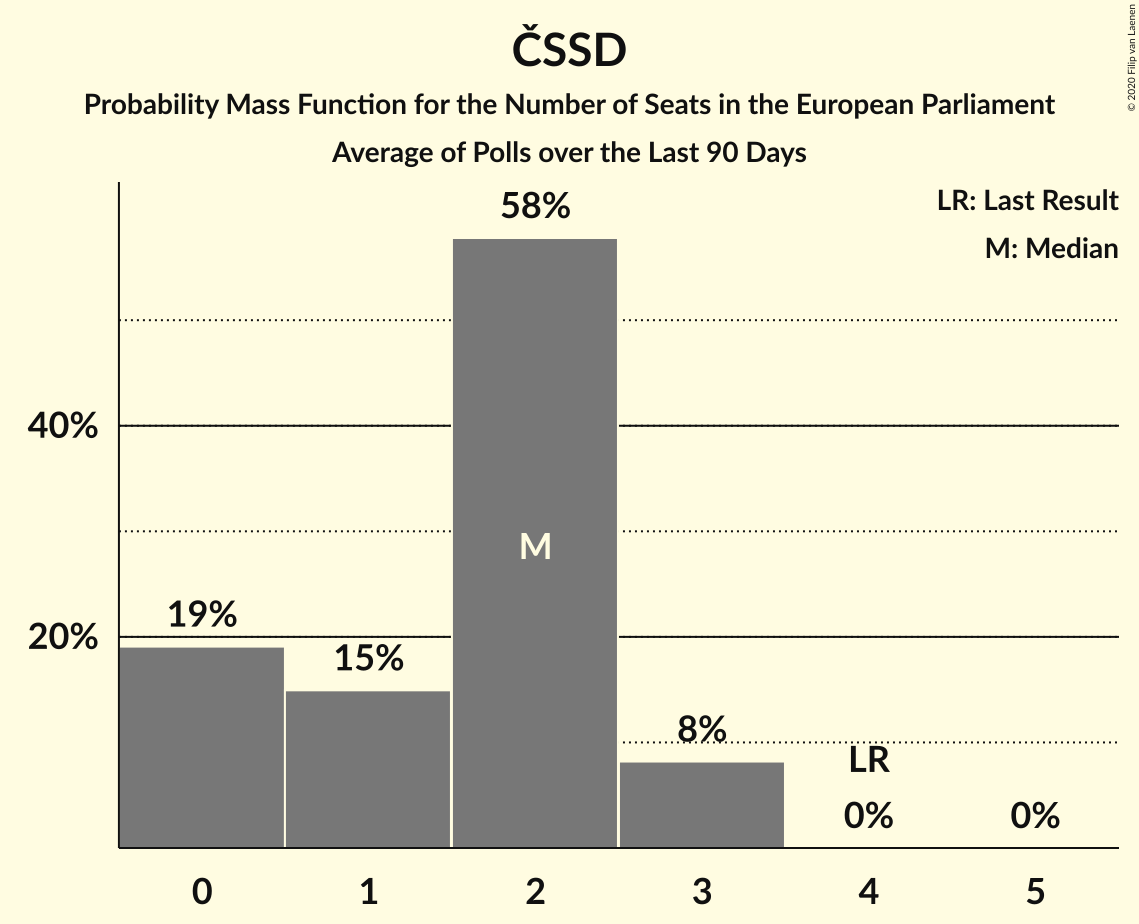 ČSSD
Probability Mass Function for the Number of Seats in the European Parliament
Average of Polls over the Last 90 Days
© 2020 Filip van Laenen
LR: Last Result
M: Median
58%
40%
M
19%
20%
15%
8%
LR
0%
0%
0 1 2 3 4 5